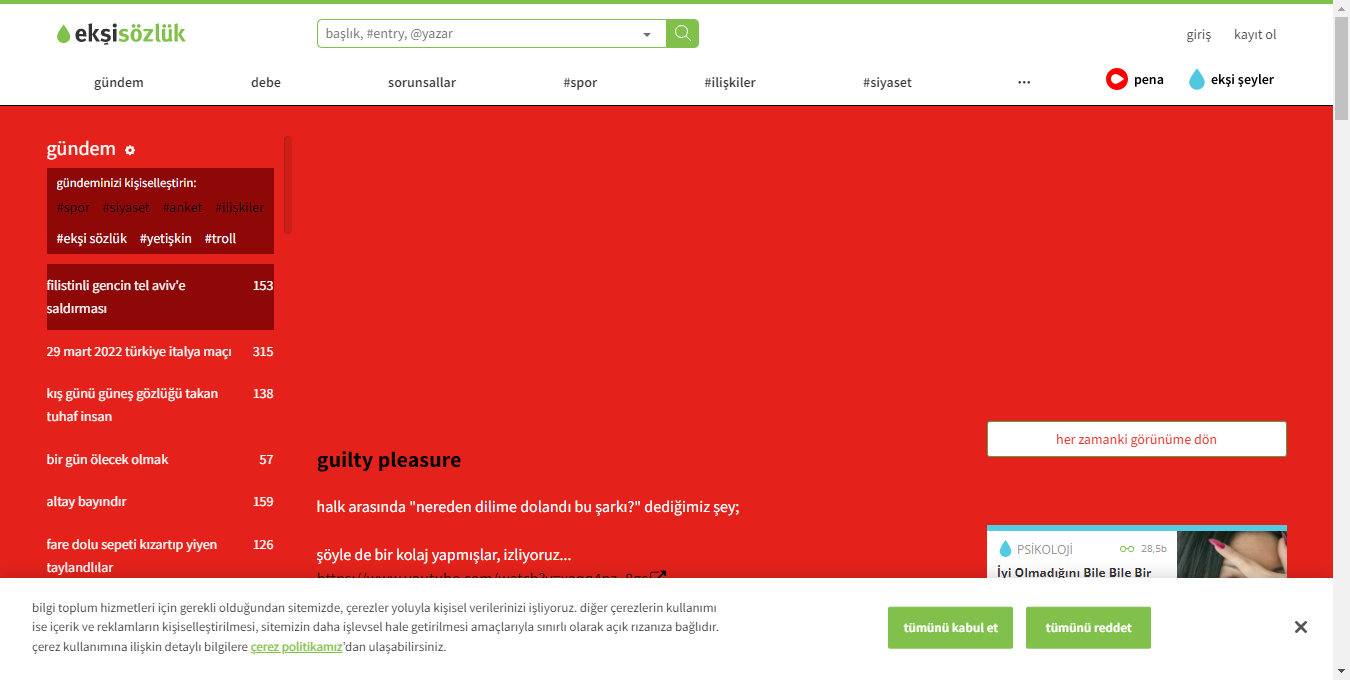 ekşisözlük
başlık, #entry, @yazar
giriş kayıt ol
gündem debe sorunsallar #spor #ilişkiler #siyaset ... pena ekşi şeyler
gündem
gündeminizi kişiselleştirin:
#spor #siyaset #anket #ilişkiler
#ekşi sözlük #yetişkin #troll
filistinli gencin tel aviv'e 153
saldırması
29 mart 2022 türkiye italya maçı 315
kış günü güneş gözlüğü takan 138
tuhaf insan
bir gün ölecek olmak 57
altay bayındır 159
fare dolu sepeti kızartıp yiyen 126
taylandlılar
guilty pleasure
halk arasında "nereden dilime dolandı bu şarkı?" dediğimiz şey;
şöyle de bir kolaj yapmışlar, izliyoruz...
her zamanki görünüme dön
PSİKOLOJİ 28,5b
İyi Olmadığını Bile Bile Bir
bilgi toplum hizmetleri için gerekli olduğundan sitemizde, çerezler yoluyla kişisel verilerinizi işliyoruz. diğer çerezlerin kullanımı
ise içerik ve reklamların kişiselleştirilmesi, sitemizin daha işlevsel hale getirilmesi amaçlarıyla sınırlı olarak açık rızanıza bağlıdır.
çerez kullanımına ilişkin detaylı bilgilere çerez politikamız'dan ulaşabilirsiniz.
tümünü kabul et
tümünü reddet